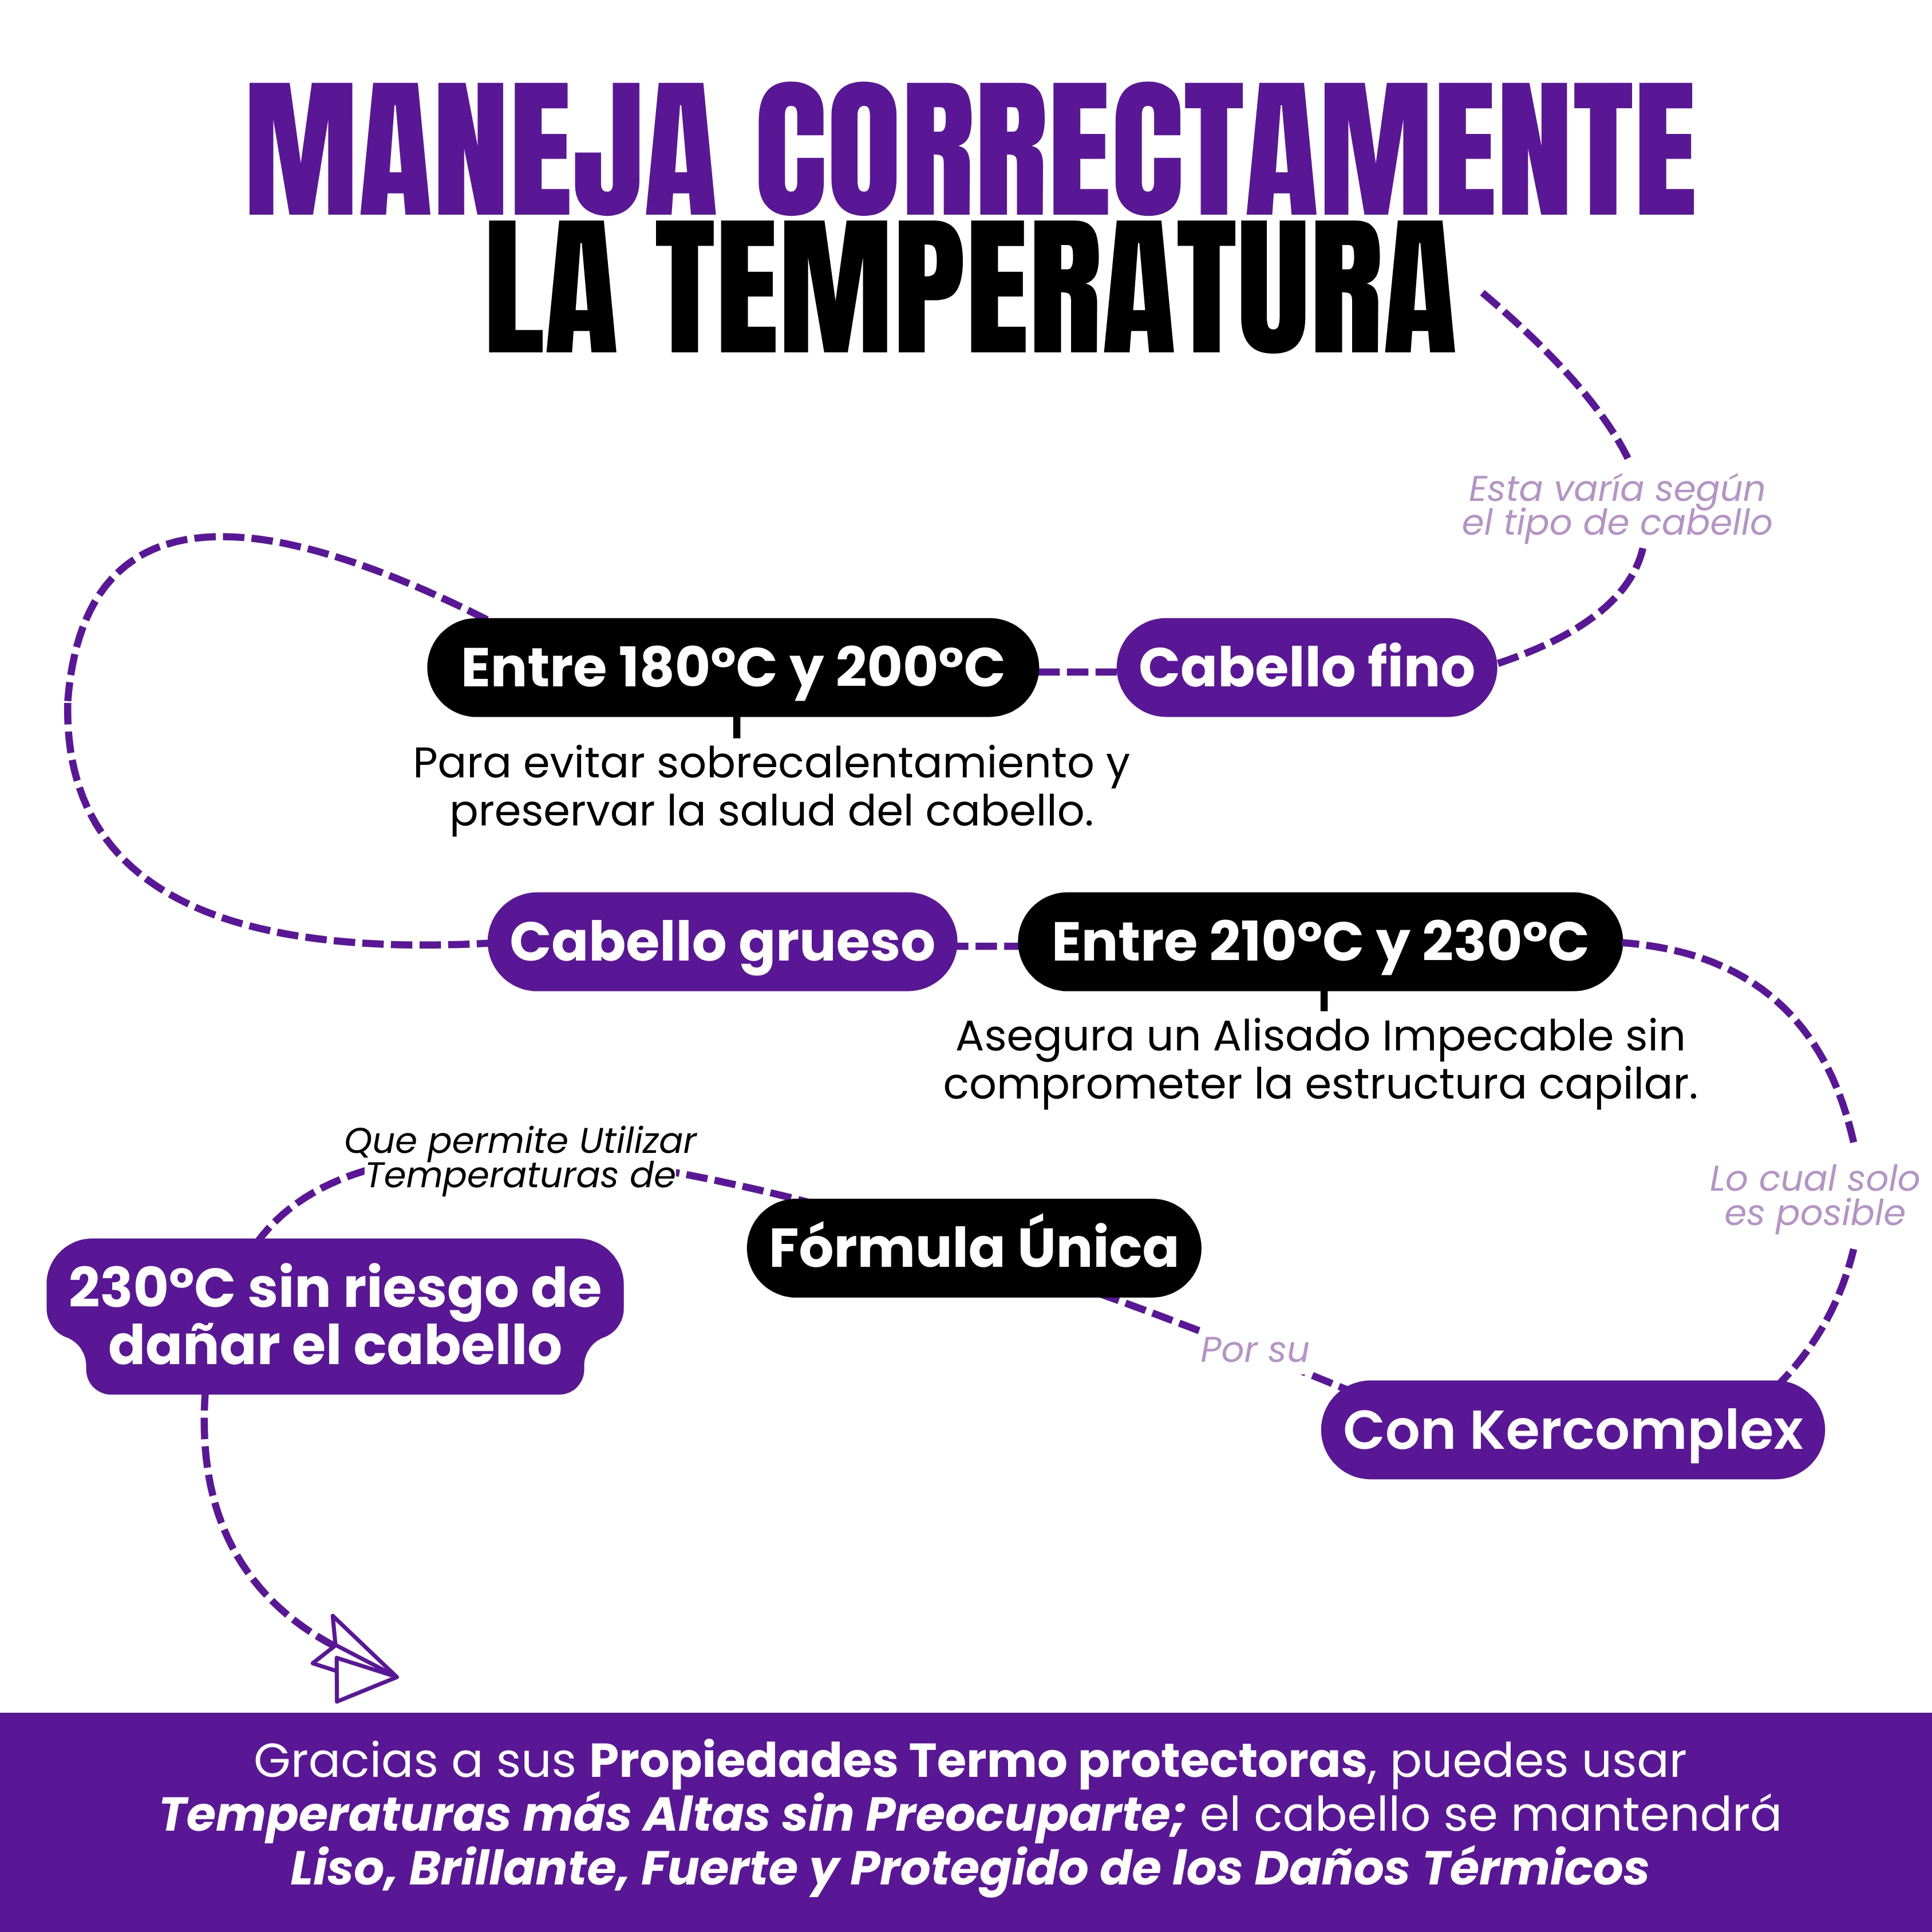 MANEJA CORRECTAMENTE
LA TEMPERATURA
Esta varía según
el tipo de cabello
Cabello fino
Entre 180°C y 200°C
Para evitar sobrecalentamiento y
preservar la salud del cabello.
Cabello grueso
Entre 210°C y 230°C
Asegura un Alisado Impecable sin
comprometer la estructura capilar.
Lo cual solo
es posible
Con Kercomplex
Por su
Fórmula Única
Que permite Utilizar
Temperaturas de
230°C sin riesgo de
dañar el cabello
Gracias a sus Propiedades Termo protectoras, puedes usar
Temperaturas más Altas sin Preocuparte; el cabello se mantendrá
Liso, Brillante, Fuerte y Protegido de los Daños Térmicos